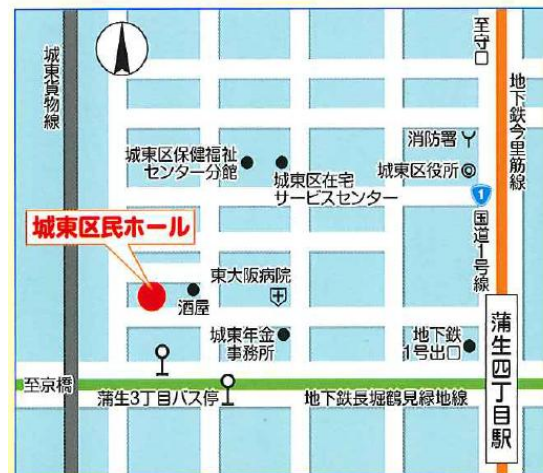 城東貨物線
至守口
地下鉄今里筋線
消防署
城東区保健福祉
センター分館
城東区役所
城東区在宅
サービスセンター
1
国道1号線
城東区民ホール
東大阪病院
酒屋
城東年金
事務所
地下鉄
1号出口
蒲生四丁目駅
至京橋
蒲生3丁目バス停
地下鉄長堀鶴見緑地線